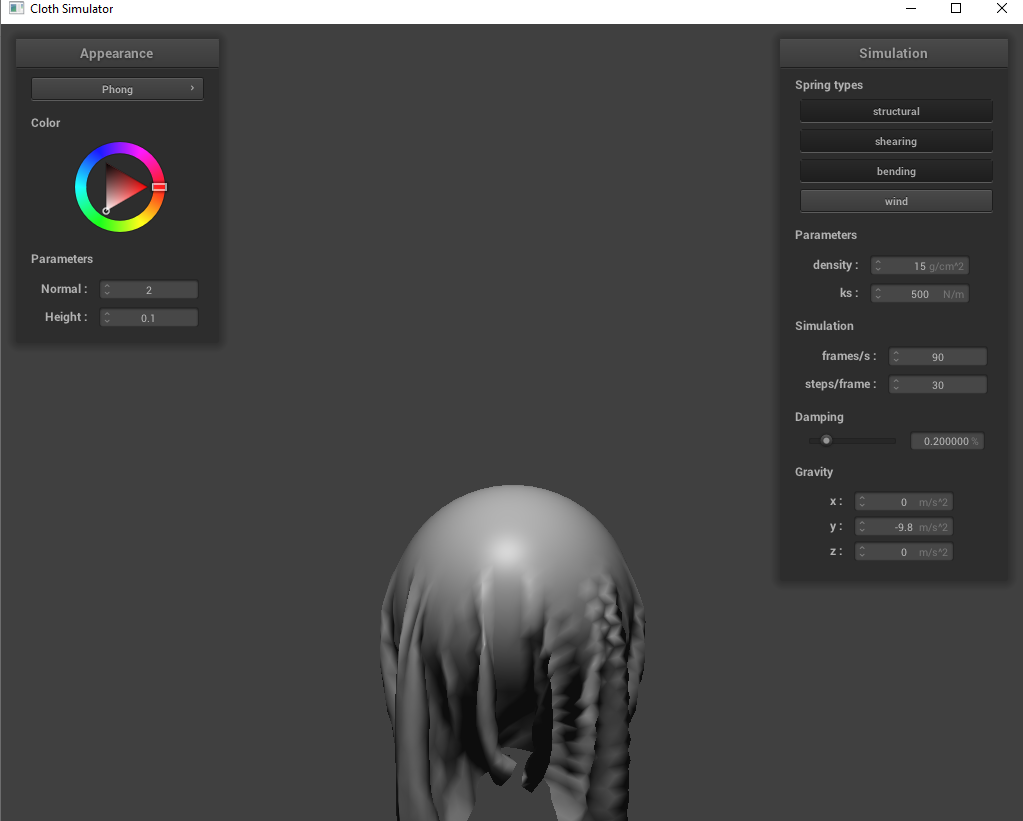 Cloth Simulator
Appearance
Phong
Color
Parameters
Normal : 2
Height : 0.1
Simulation
Spring types
structural
shearing
bending
wind
Parameters
density : 15 g/cm^2
ks : 500 N/m
Simulation
frames/s : 90
steps/frame : 30
Damping
0.200000 %
Gravity
x : 0 m/s^2
y : -9.8 m/s^2
z : 0 m/s^2